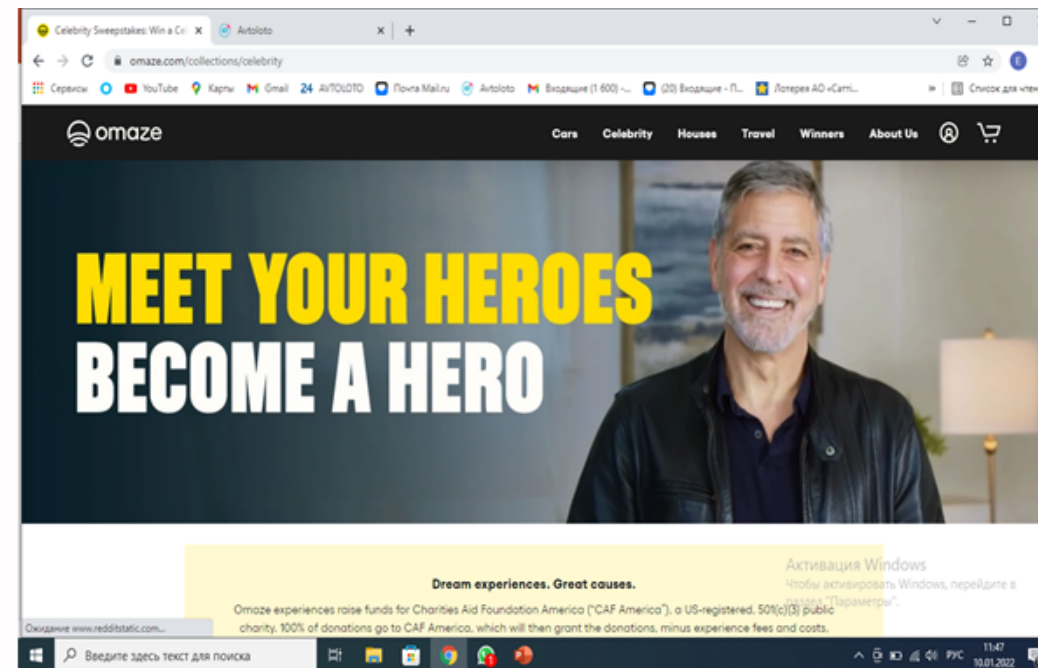 Celebrity Sweepstakes: Win a Cel
Avtoloto
omaze.com/collections/celebrity
E
Сервисы
YouTube
Карты
Gmail
24 AVTOLOTO
Почта Mail.ru
Avtoloto
Входящие (1 600) -...
(20) Входящие - П...
Лотерея АО «Сатті...
Список для чтен
omaze
Cars Celebrity Houses Travel Winners About Us
MEET YOUR HEROES
BECOME A HERO
Dream experiences. Great causes.
Omaze experiences raise funds for Charities Aid Foundation America ("CAF America"), a US-registered, 501(c)(3) public
charity. 100% of donations go to CAF America, which will then grant the donations, minus experience fees and costs,
Активация Windows
Чтобы активировать Windows, перейдите в
раздел "Параметры".
Ожидание www.redditstatic.com...
Введите здесь текст для поиска
РУС
11:47
10.01.2022